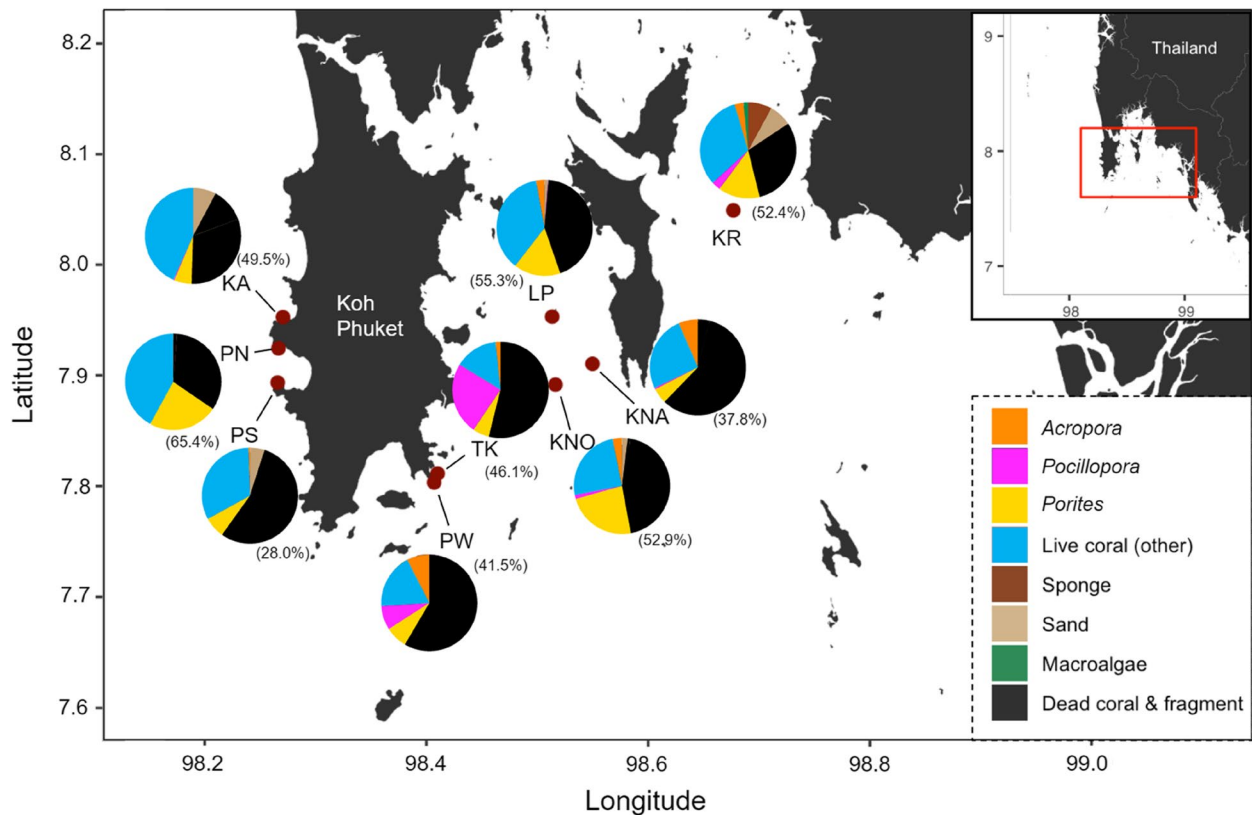 8.2
8.1
8.0
7.9
7.8
7.7
7.6
Latitude
98.2
98.4
98.6
98.8
99.0
Longitude
Koh
Phuket
KA
(49.5%)
PN
(65.4%)
PS
(28.0%)
LP
(55.3%)
KR
(52.4%)
TK
(46.1%)
PW
(41.5%)
KNO
(52.9%)
KNA
(37.8%)
Thailand
9
8
7
98
99
Acropora
Pocillopora
Porites
Live coral (other)
Sponge
Sand
Macroalgae
Dead coral & fragment